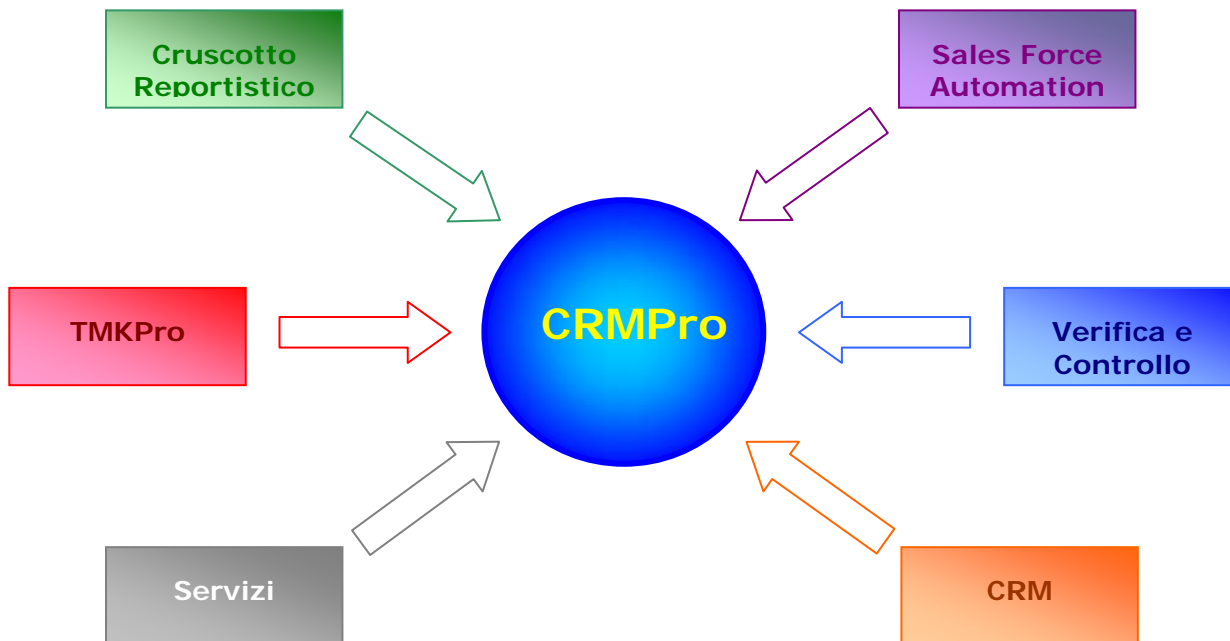 Cruscotto
Reportistico
Sales Force
Automation
CRMPro
TMKPro
Verifica e
Controllo
Servizi
CRM